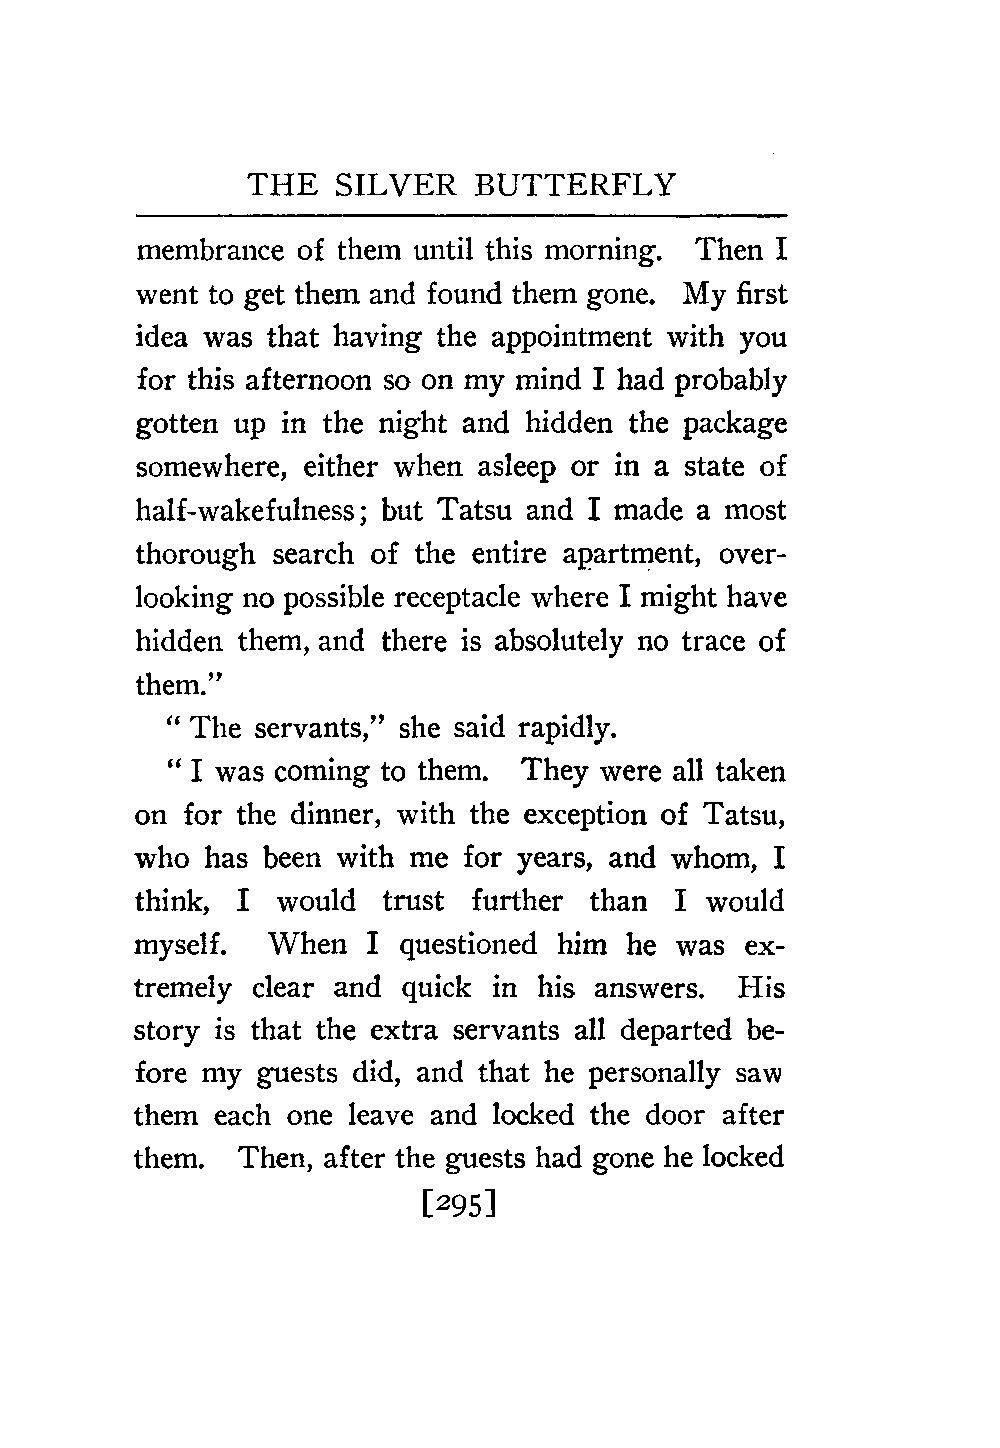 THE SILVER BUTTERFLY
membrance of them until this morning. Then I
went to get them and found them gone. My first
idea was that having the appointment with you
for this afternoon so on my mind I had probably
gotten up in the night and hidden the package
somewhere, either when asleep or in a state of
half-wakefulness; but Tatsu and I made a most
thorough search of the entire apartment, over-
looking no possible receptacle where I might have
hidden them, and there is absolutely no trace of
them."
" The servants," she said rapidly.
" I was coming to them. They were all taken
on for the dinner, with the exception of Tatsu,
who has been with me for years, and whom, I
think, I would trust further than I would
myself. When I questioned him he was ex-
tremely clear and quick in his answers. His
story is that the extra servants all departed be-
fore my guests did, and that he personally saw
them each one leave and locked the door after
them. Then, after the guests had gone he locked
[295]